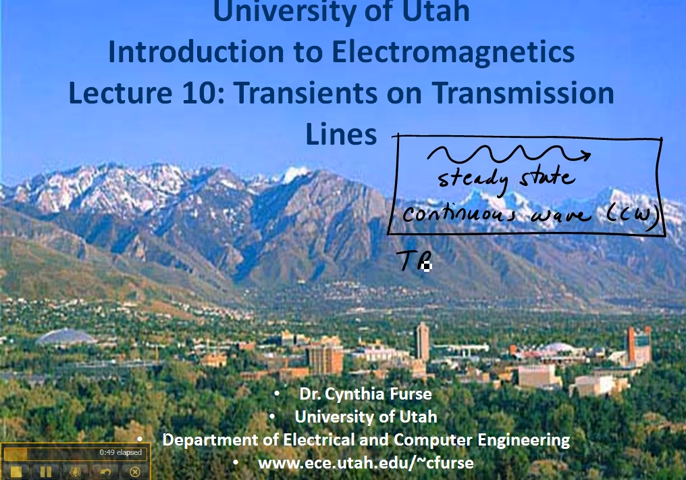 University of Utah
Introduction to Electromagnetics
Lecture 10: Transients on Transmission
Lines
steady state
continuous wave (CW)
TR
• Dr. Cynthia Furse
• University of Utah
• Department of Electrical and Computer Engineering
• www.ece.utah.edu/~cfurse
0:49 elapsed